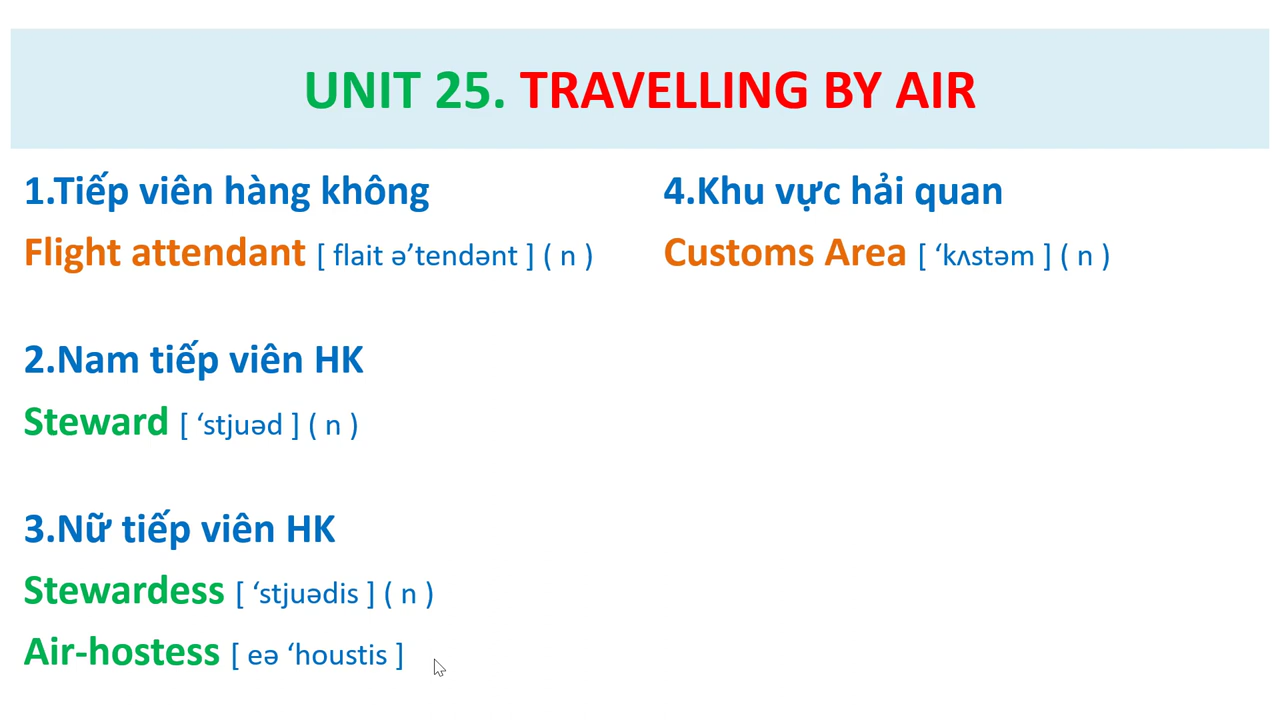 UNIT 25. TRAVELLING BY AIR
1.Tiếp viên hàng không
Flight attendant [ flait ə’tendənt ] ( n )
2.Nam tiếp viên HK
Steward [ ‘stjuəd ] ( n )
3.Nữ tiếp viên HK
Stewardess [ ‘stjuədis ] ( n )
Air-hostess [ eə ‘houstis ]
4.Khu vực hải quan
Customs Area [ ‘kʌstəm ] ( n )